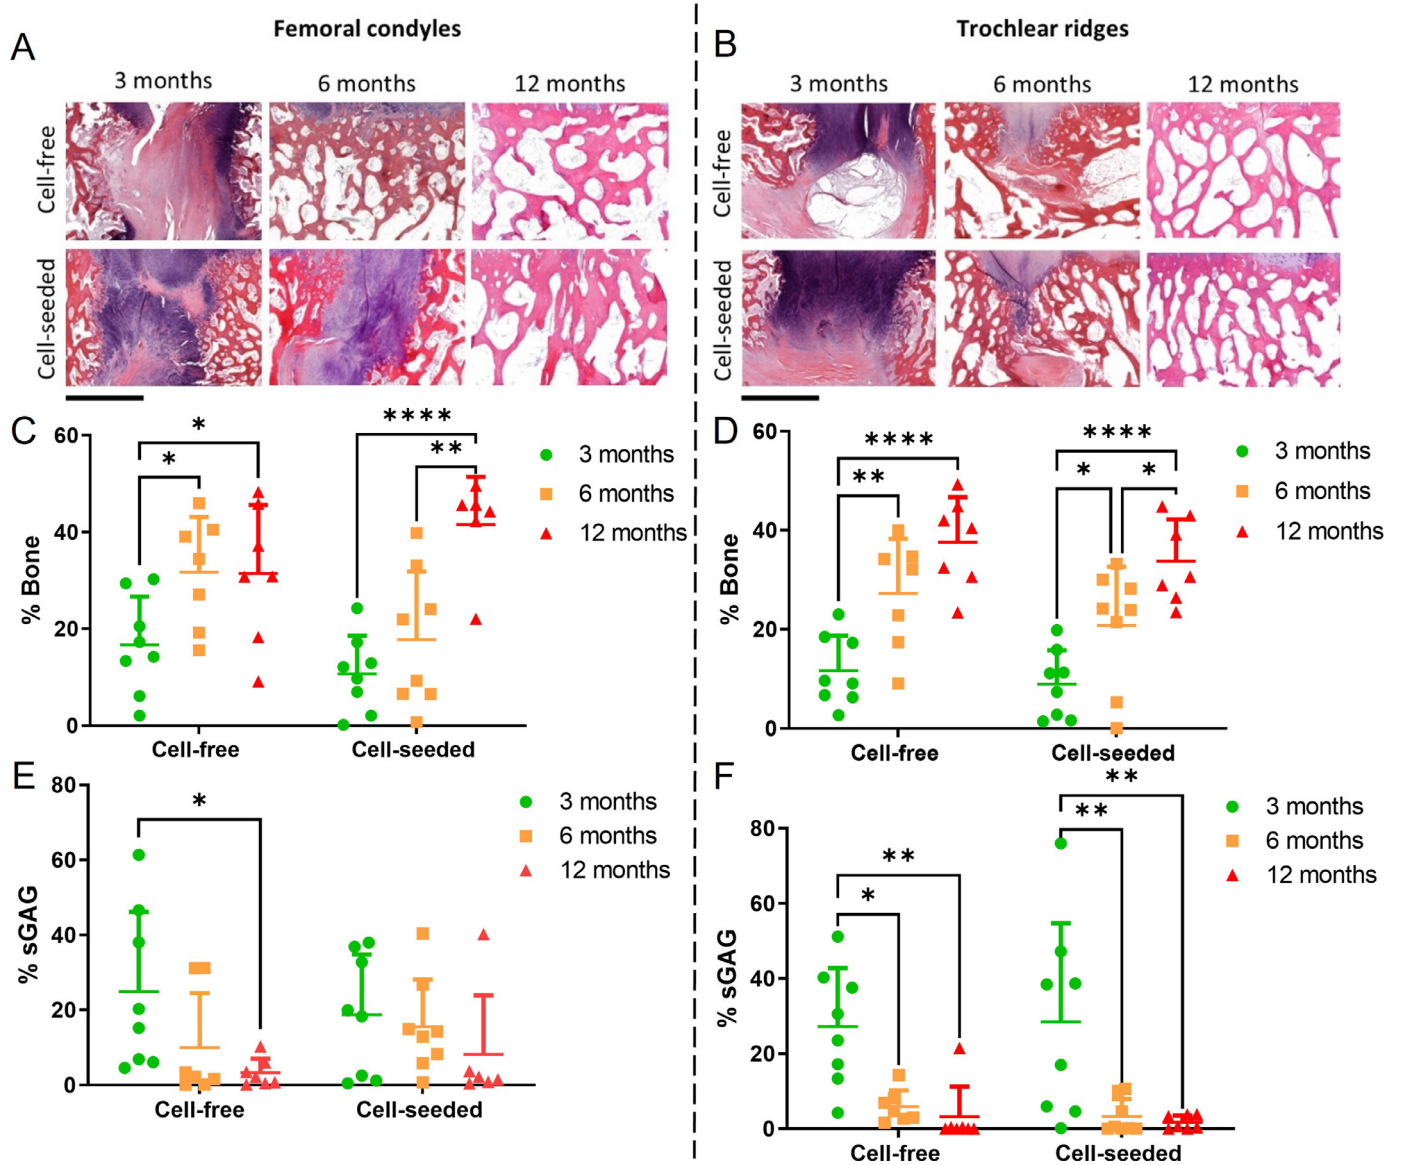 Femoral condyles
Trochlear ridges
A
B
3 months
6 months
12 months
3 months
6 months
12 months
Cell-free
Cell-free
Cell-seeded
Cell-seeded
C
60
40
20
0
% Bone
*
*
****
**
3 months
6 months
12 months
Cell-free
Cell-seeded
D
60
40
20
0
% Bone
****
**
****
*
*
3 months
6 months
12 months
Cell-free
Cell-seeded
E
80
60
40
20
0
% sGAG
*
3 months
6 months
12 months
Cell-free
Cell-seeded
F
80
60
40
20
0
% sGAG
**
*
**
**
3 months
6 months
12 months
Cell-free
Cell-seeded